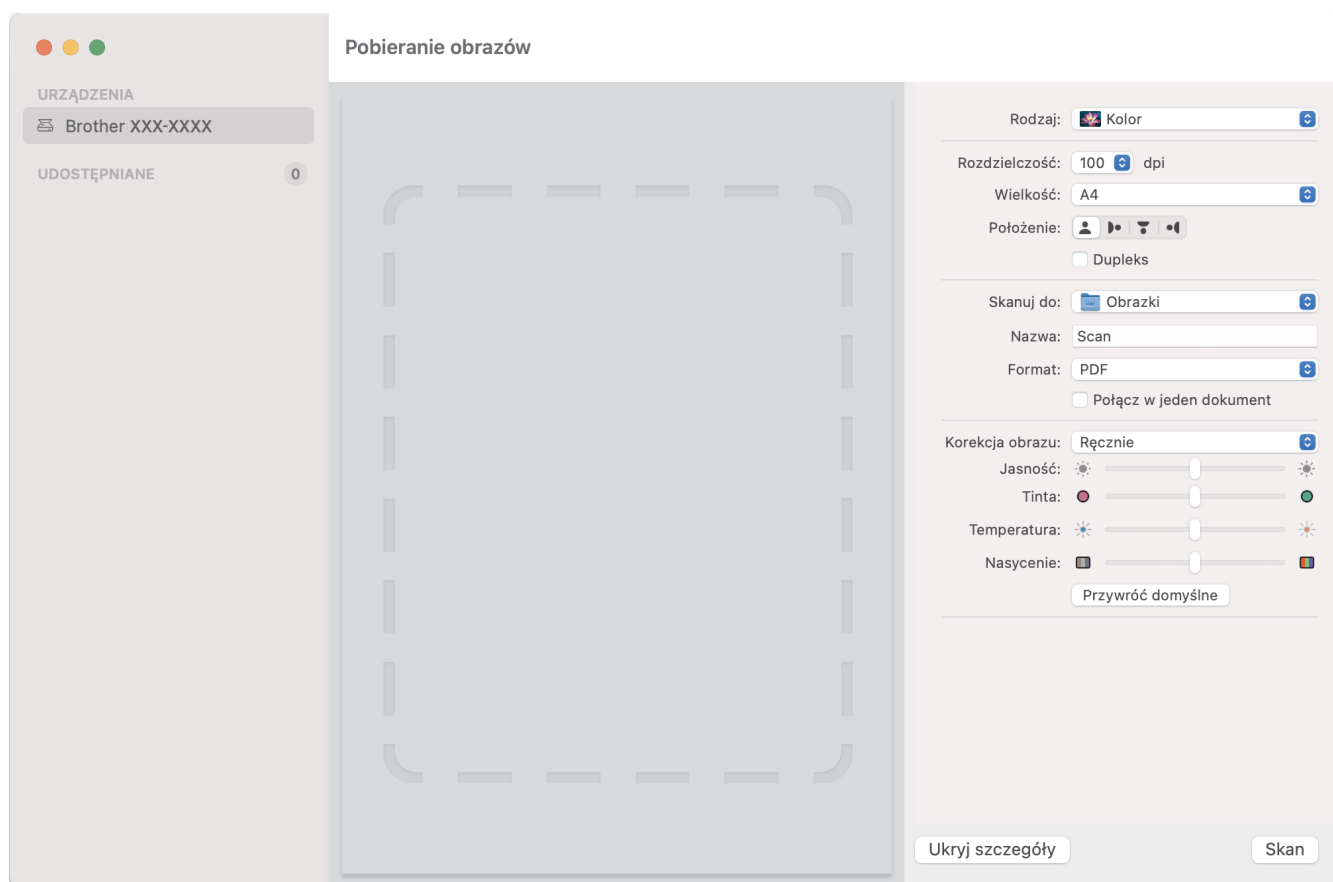 Pobieranie obrazów
URZĄDZENIA
Brother XXX-XXXX
UDOSTĘPNIANE 0
Rodzaj: Kolor
Rozdzielczość: 100 dpi
Wielkość: A4
Położenie:
Dupleks
Skanuj do: Obrazki
Nazwa: Scan
Format: PDF
Połącz w jeden dokument
Korekcja obrazu: Ręcznie
Jasność:
Tinta:
Temperatura:
Nasycenie:
Przywróć domyślne
Ukryj szczegóły Skan